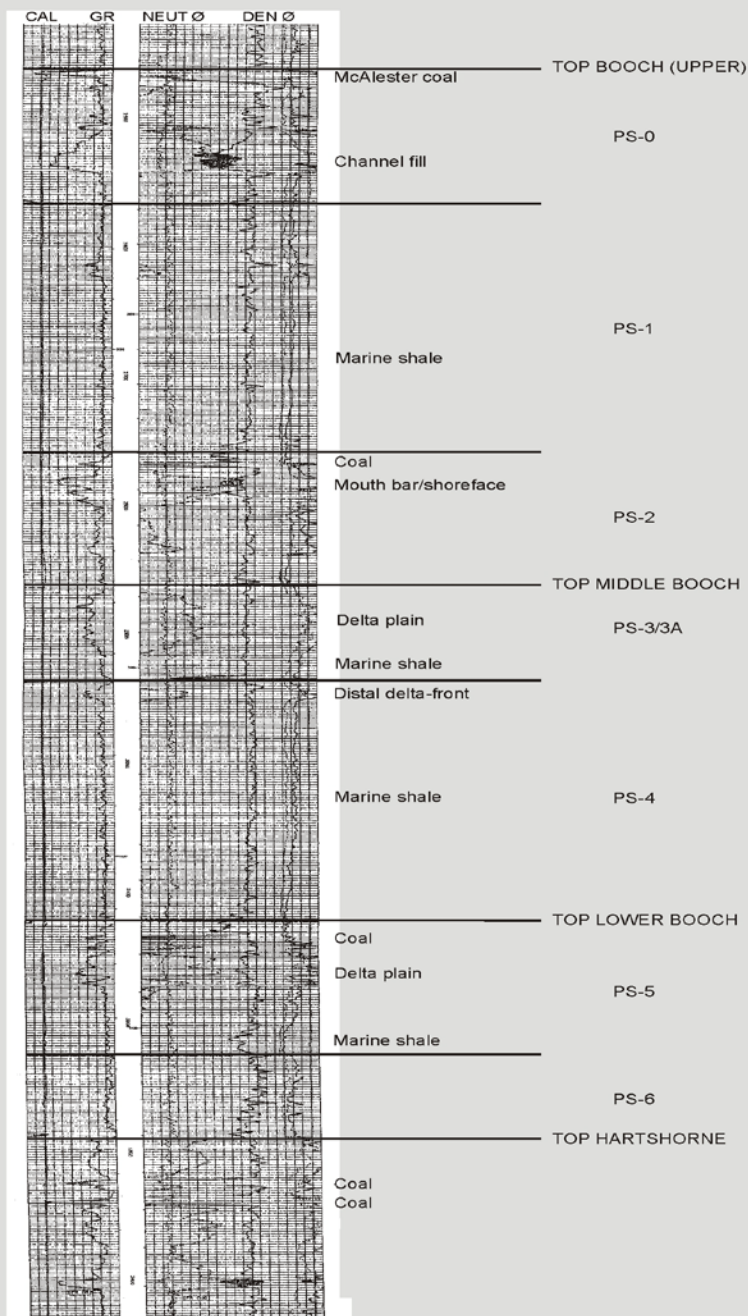 CAL GR NEUT Ø DEN Ø
TOP BOOCH (UPPER)
McAlester coal
PS-0
Channel fill
PS-1
Marine shale
Coal
Mouth bar/shoreface
PS-2
TOP MIDDLE BOOCH
Delta plain
PS-3/3A
Marine shale
Distal delta-front
Marine shale
PS-4
TOP LOWER BOOCH
Coal
Delta plain
PS-5
Marine shale
PS-6
TOP HARTSHORNE
Coal
Coal